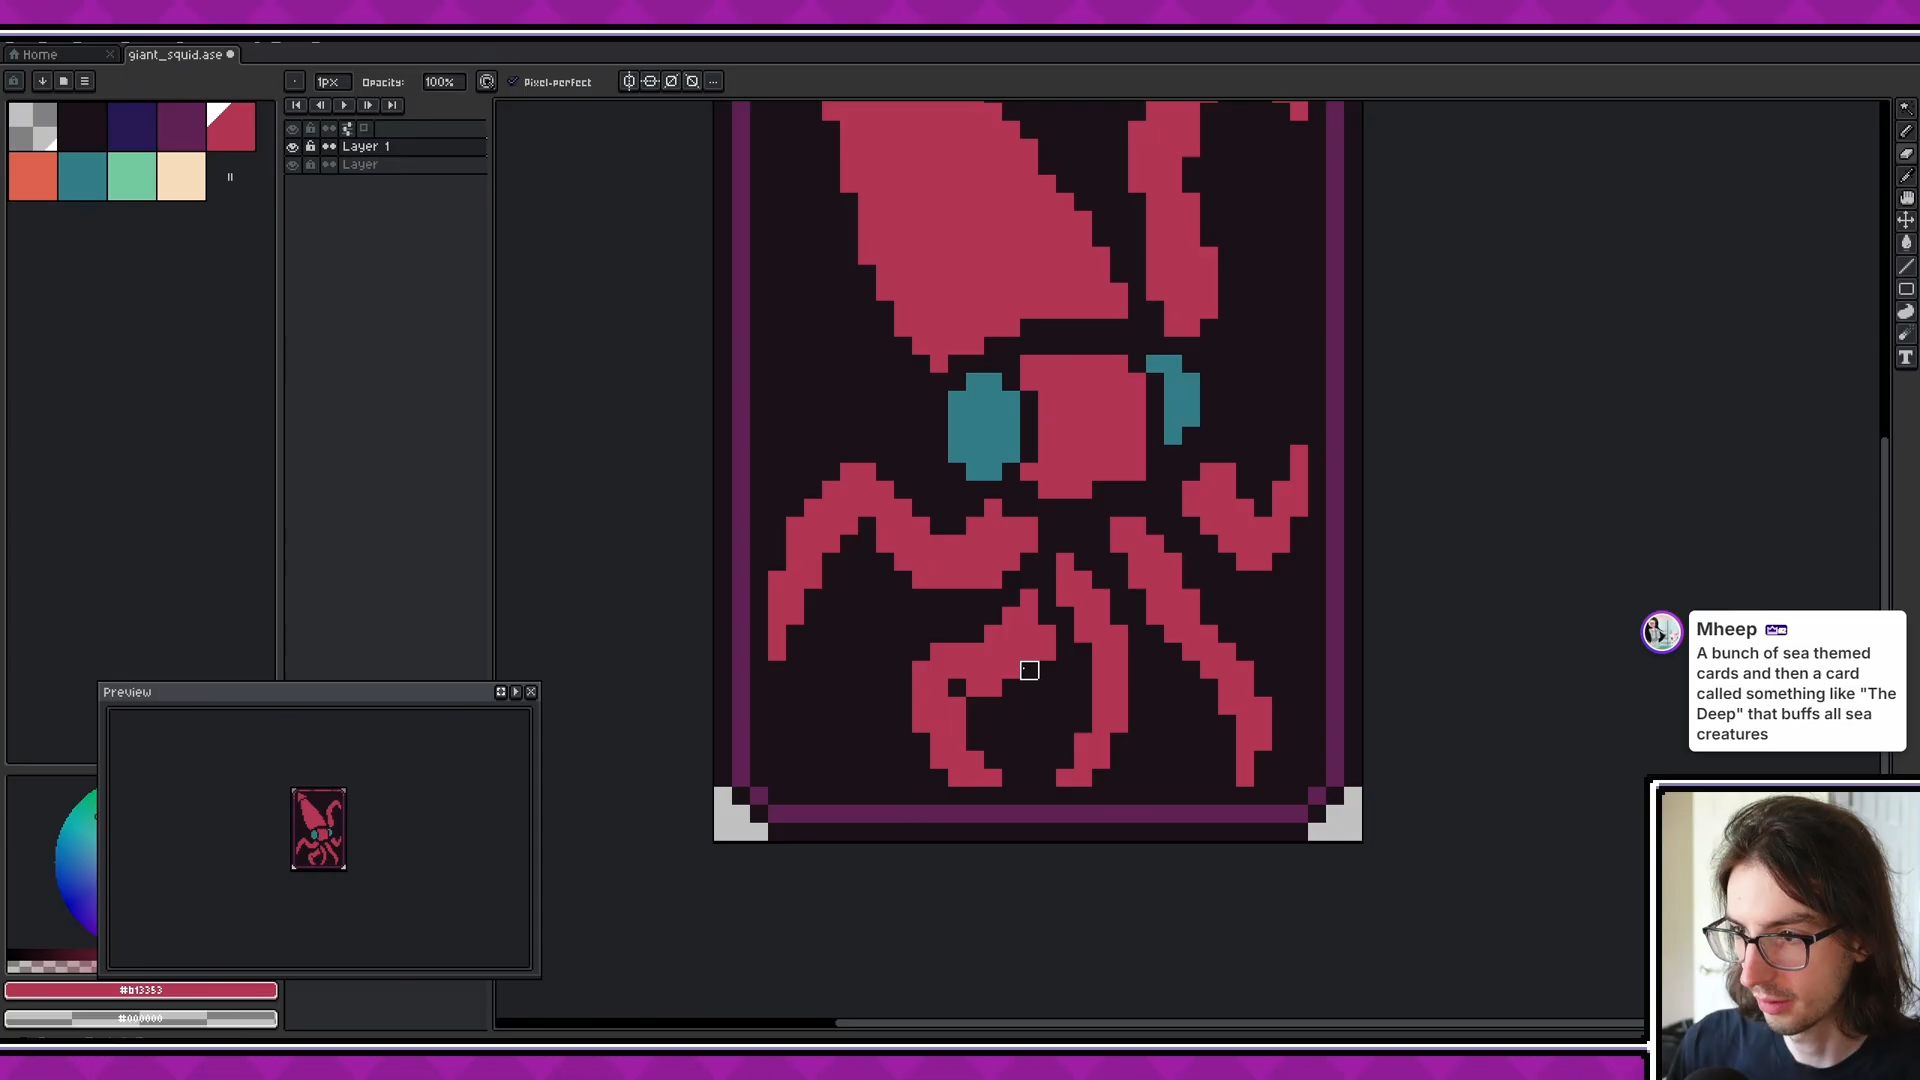 Home
giant_squid.ase
1px
Opacity:
100%
Pixel-perfect
Layer 1
Layer
Preview
Mheep
A bunch of sea themed
cards and then a card
called something like "The
Deep" that buffs all sea
creatures
#b13353
#000000